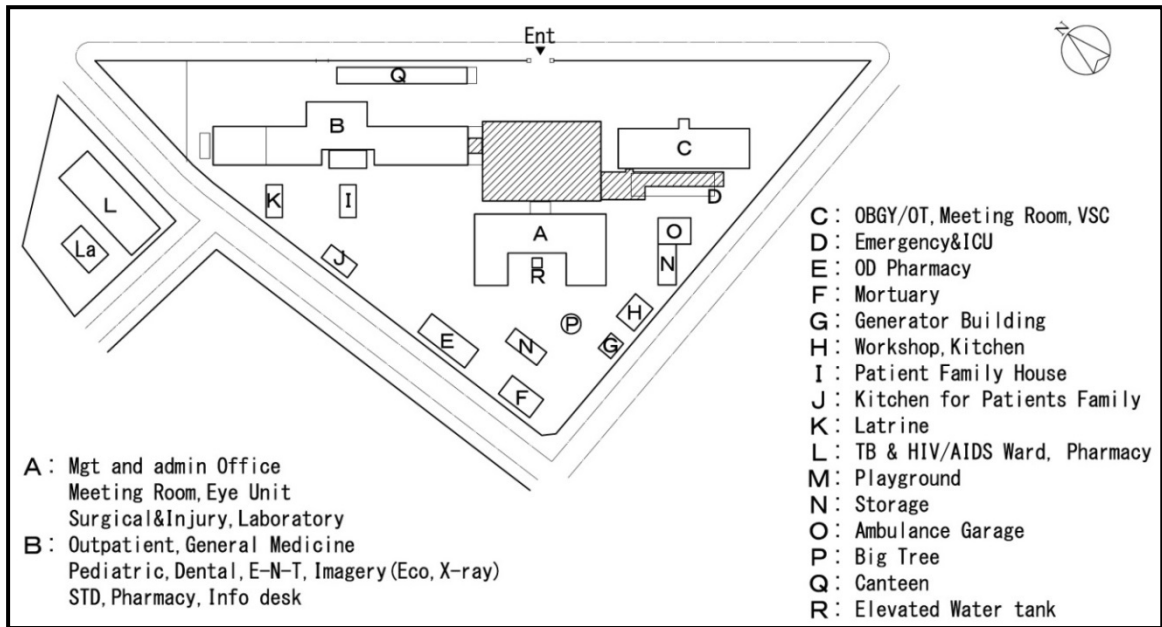 Ent
N
Q
B
C
D
K
I
L
La
A
R
O
N
J
P
H
E
N
G
F
A: Mgt and admin Office
Meeting Room, Eye Unit
Surgical&Injury, Laboratory
B: Outpatient, General Medicine
Pediatric, Dental, E-N-T, Imagery(Eco, X-ray)
STD, Pharmacy, Info desk
C: OBGY/OT, Meeting Room, VSC
D: Emergency&ICU
E: OD Pharmacy
F: Mortuary
G: Generator Building
H: Workshop, Kitchen
I: Patient Family House
J: Kitchen for Patients Family
K: Latrine
L: TB & HIV/AIDS Ward, Pharmacy
M: Playground
N: Storage
O: Ambulance Garage
P: Big Tree
Q: Canteen
R: Elevated Water tank